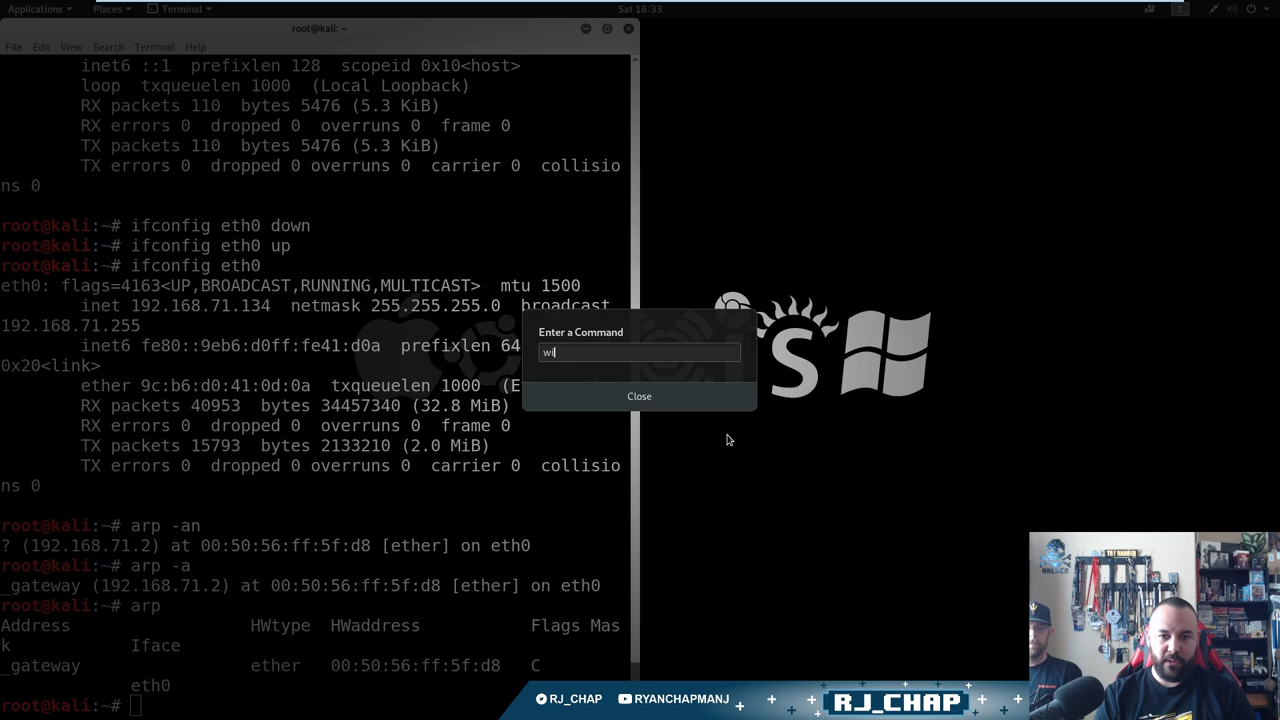 Applications
Places
Terminal
Sat 16:33
1
root@kali: ~
File Edit View Search Terminal Help
inet6 ::1 prefixlen 128 scopeid 0x10<host>
loop txqueuelen 1000 (Local Loopback)
RX packets 110 bytes 5476 (5.3 KiB)
RX errors 0 dropped 0 overruns 0 frame 0
TX packets 110 bytes 5476 (5.3 KiB)
TX errors 0 dropped 0 overruns 0 carrier 0 collisio
ns 0
root@kali:~# ifconfig eth0 down
root@kali:~# ifconfig eth0 up
root@kali:~# ifconfig eth0
eth0: flags=4163<UP,BROADCAST,RUNNING,MULTICAST> mtu 1500
inet 192.168.71.134 netmask 255.255.255.0 broadcast
192.168.71.255
inet6 fe80::9eb6:d0ff:fe41:d0a prefixlen 64
0x20<link>
ether 9c:b6:d0:41:0d:0a txqueuelen 1000 (E
RX packets 40953 bytes 34457340 (32.8 MiB)
RX errors 0 dropped 0 overruns 0 frame 0
TX packets 15793 bytes 2133210 (2.0 MiB)
TX errors 0 dropped 0 overruns 0 carrier 0 collisio
ns 0
root@kali:~# arp -an
? (192.168.71.2) at 00:50:56:ff:5f:d8 [ether] on eth0
root@kali:~# arp -a
_gateway (192.168.71.2) at 00:50:56:ff:5f:d8 [ether] on eth0
root@kali:~# arp
Address HWtype HWaddress Flags Mas
k Iface
_gateway ether 00:50:56:ff:5f:d8 C
eth0
root@kali:~#
Enter a Command
wi
Close
S
RJ_CHAP
RYANCHAPMANJ
RJ_CHAP